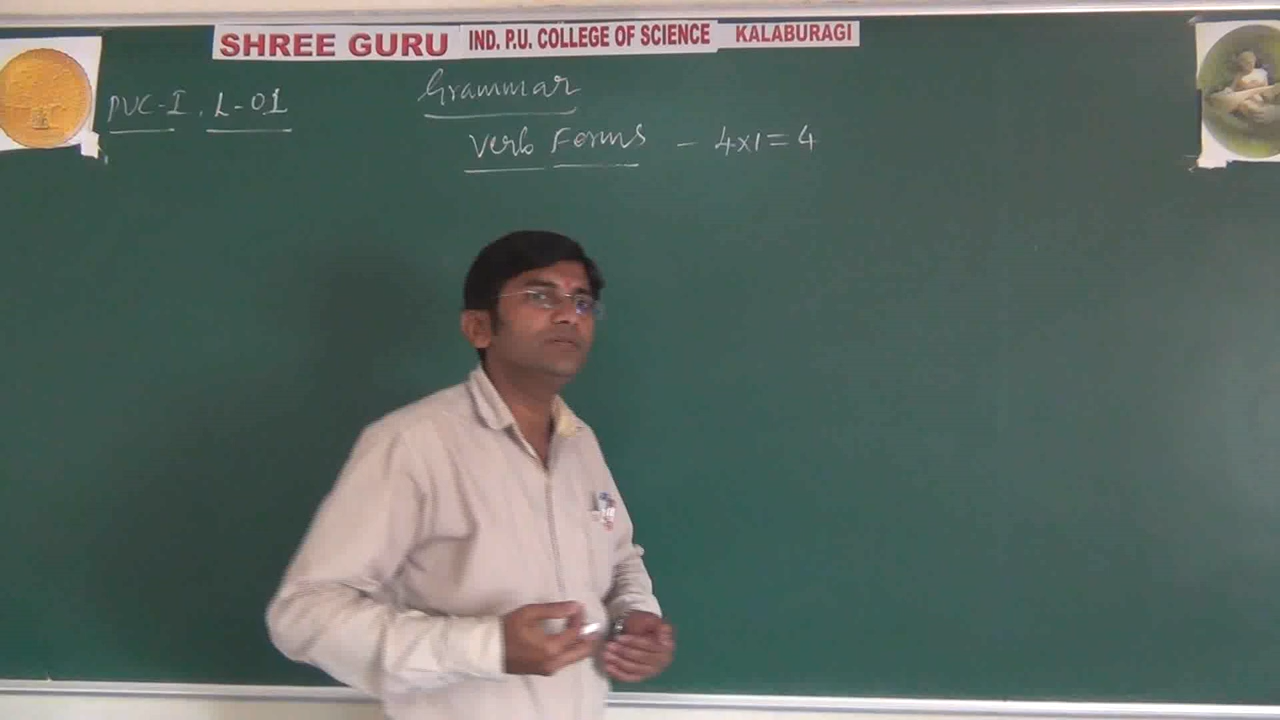 SHREE GURU IND. P.U. COLLEGE OF SCIENCE KALABURAGI
PUC-I, L-01
Grammar
Verb Forms - 4x1=4